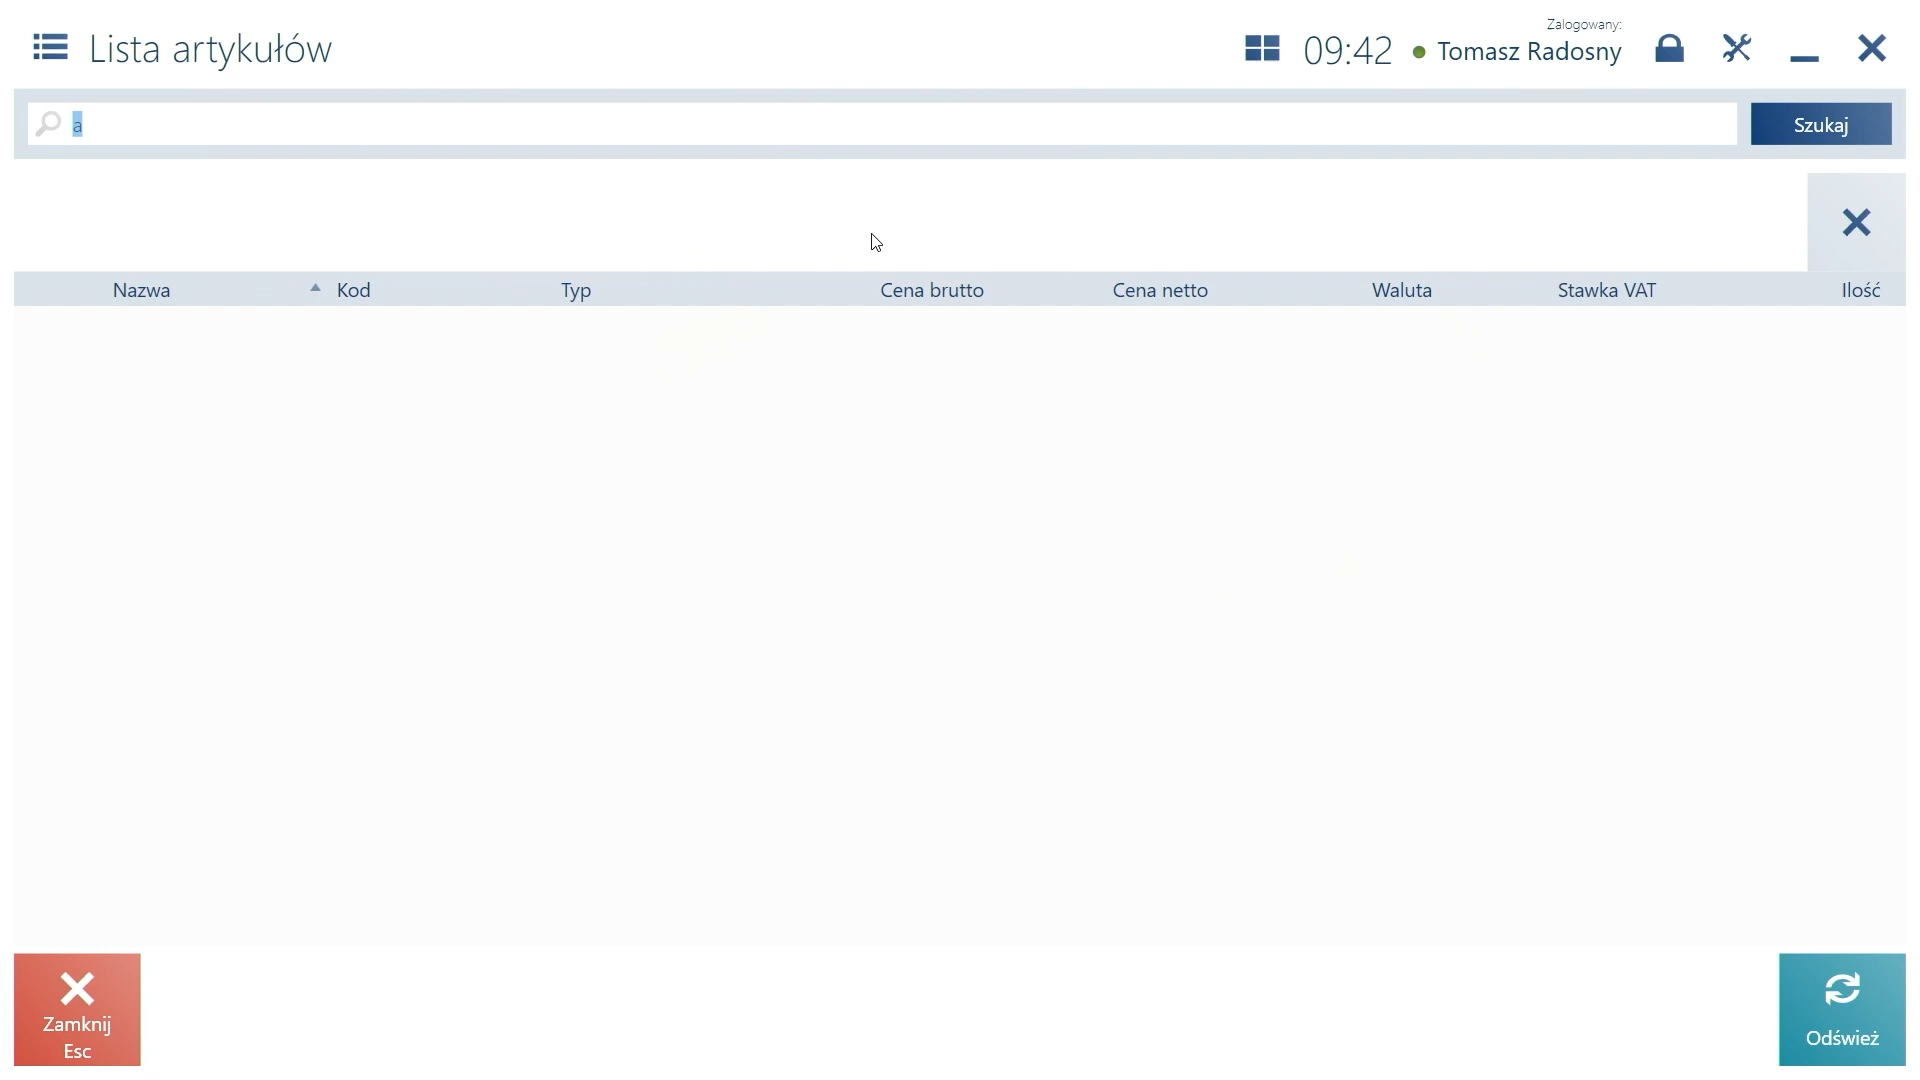 Lista artykułów
09:42
Zalogowany:
Tomasz Radosny
a
Szukaj
Nazwa Kod Typ Cena brutto Cena netto Waluta Stawka VAT Ilość
Zamknij
Esc
Odśwież